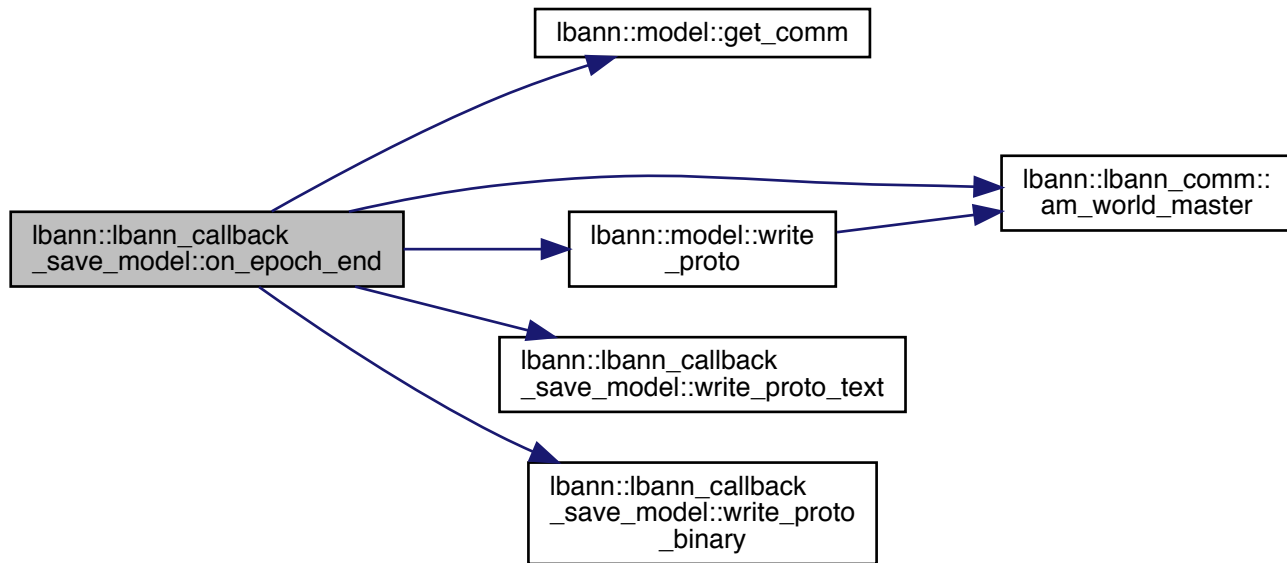 lbann::model::get_comm
lbann::lbann_comm::
am_world_master
lbann::lbann_callback
_save_model::on_epoch_end
lbann::model::write
_proto
lbann::lbann_callback
_save_model::write_proto_text
lbann::lbann_callback
_save_model::write_proto
_binary